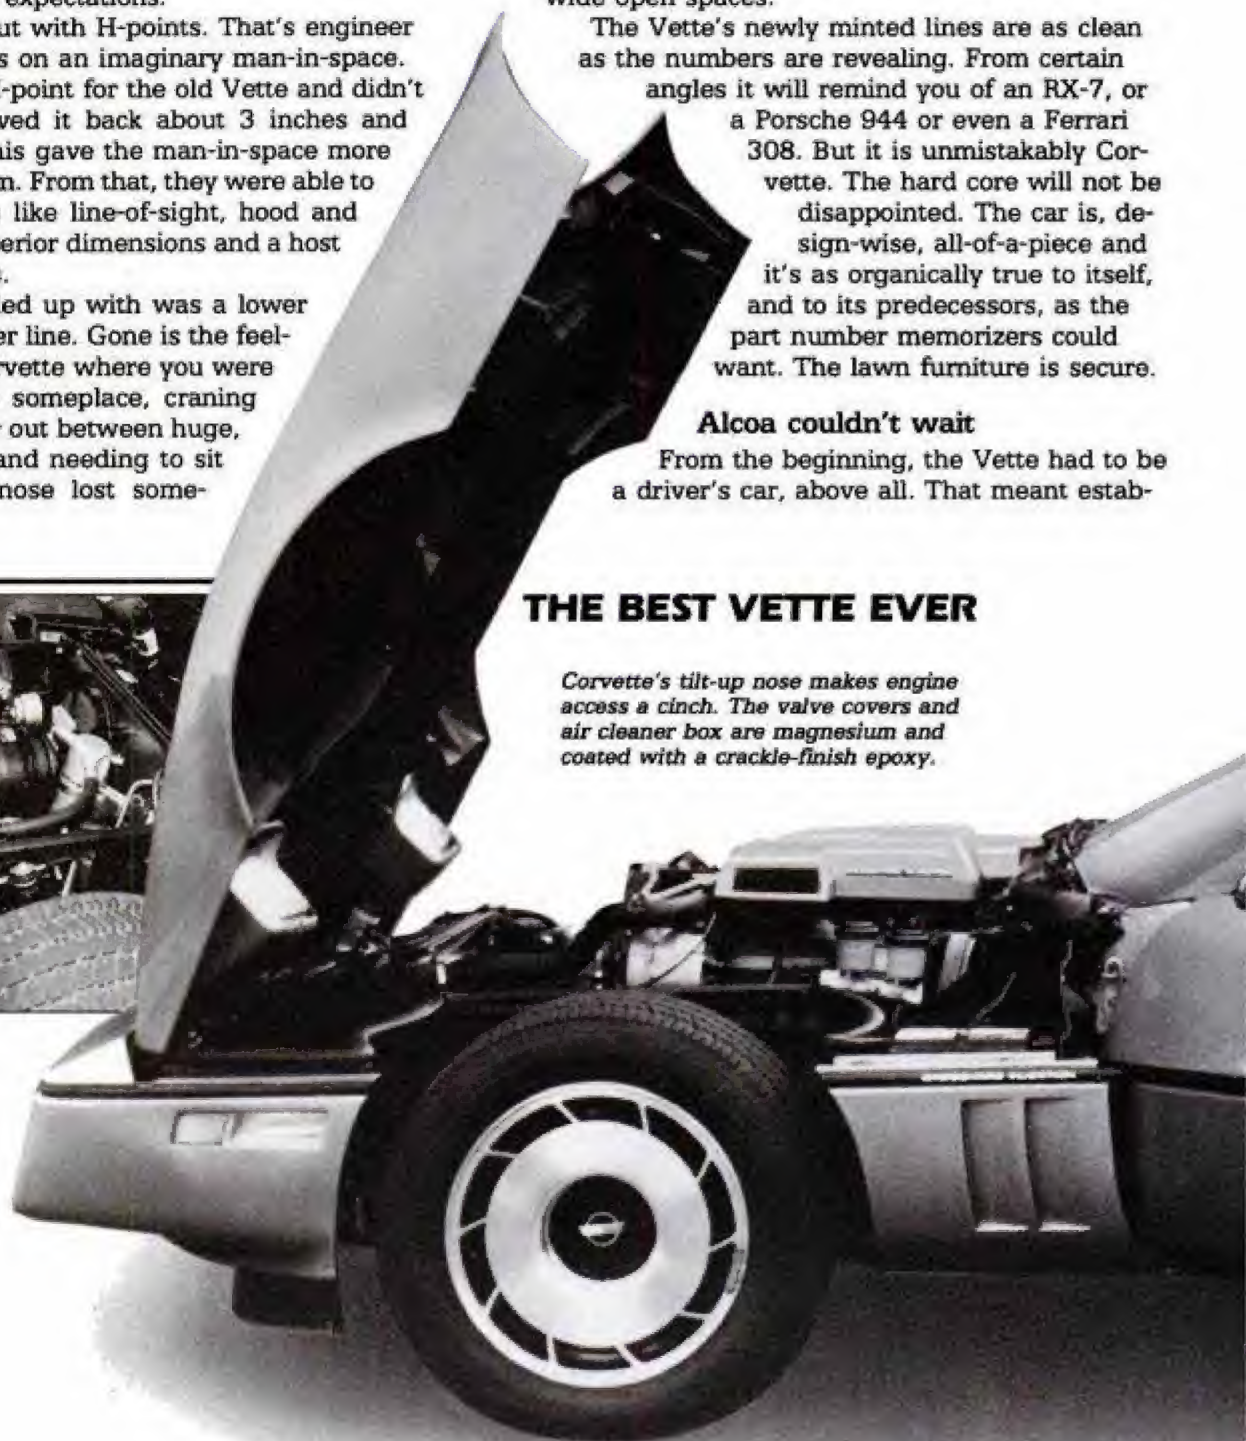 expectations.
ut with H-points. That's engineer
s on an imaginary man-in-space.
-point for the old Vette and didn't
ved it back about 3 inches and
is gave the man-in-space more
n. From that, they were able to
like line-of-sight, hood and
erior dimensions and a host
ed up with was a lower
er line. Gone is the feel-
rvette where you were
someplace, craning
out between huge,
and needing to sit
nose lost some-
wide open spaces.
The Vette's newly minted lines are as clean
as the numbers are revealing. From certain
angles it will remind you of an RX-7, or
a Porsche 944 or even a Ferrari
308. But it is unmistakably Cor-
vette. The hard core will not be
disappointed. The car is, de-
sign-wise, all-of-a-piece and
it's as organically true to itself,
and to its predecessors, as the
part number memorizers could
want. The lawn furniture is secure.
Alcoa couldn't wait
From the beginning, the Vette had to be
a driver's car, above all. That meant estab-
THE BEST VETTE EVER
Corvette's tilt-up nose makes engine
access a cinch. The valve covers and
air cleaner box are magnesium and
coated with a crackle-finish epoxy.